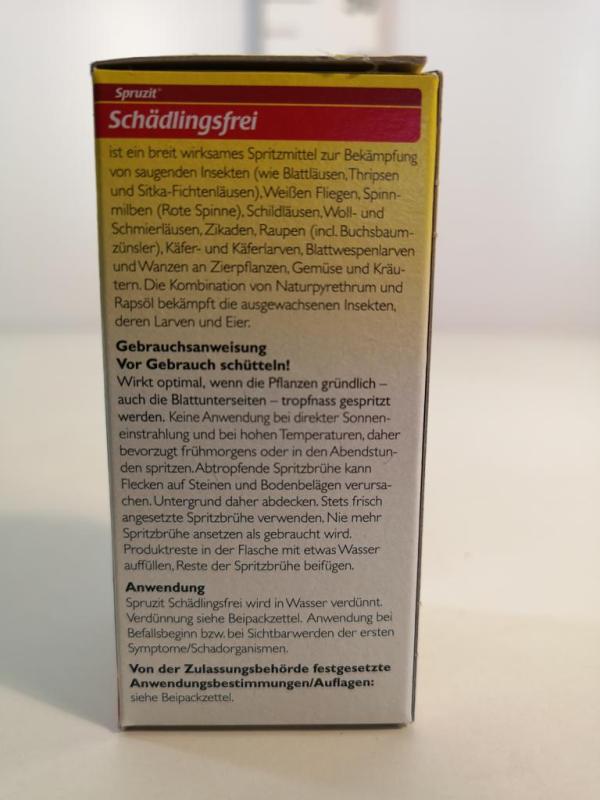 Spruzit
Schädlingsfrei
ist ein breit wirksames Spritzmittel zur Bekämpfung
von saugenden Insekten (wie Blattläusen, Thripsen
und Sitka-Fichtenläusen), Weißen Fliegen, Spinn-
milben (Rote Spinne), Schildläusen, Woll- und
Schmierläusen, Zikaden, Raupen (incl. Buchsbaum-
zünsler), Käfer- und Käferlarven, Blattwespenlarven
und Wanzen an Zierpflanzen, Gemüse und Kräu-
tern. Die Kombination von Naturpyrethrum und
Rapsöl bekämpft die ausgewachsenen Insekten,
deren Larven und Eier.
Gebrauchsanweisung
Vor Gebrauch schütteln!
Wirkt optimal, wenn die Pflanzen gründlich –
auch die Blattunterseiten – tropfnass gespritzt
werden. Keine Anwendung bei direkter Sonnen-
einstrahlung und bei hohen Temperaturen, daher
bevorzugt frühmorgens oder in den Abendstun-
den spritzen. Abtropfende Spritzbrühe kann
Flecken auf Steinen und Bodenbelägen verursa-
chen. Untergrund daher abdecken. Stets frisch
angesetzte Spritzbrühe verwenden. Nie mehr
Spritzbrühe ansetzen als gebraucht wird.
Produktreste in der Flasche mit etwas Wasser
auffüllen, Reste der Spritzbrühe beifügen.
Anwendung
Spruzit Schädlingsfrei wird in Wasser verdünnt.
Verdünnung siehe Beipackzettel. Anwendung bei
Befallsbeginn bzw. bei Sichtbarwerden der ersten
Symptome/Schadorganismen.
Von der Zulassungsbehörde festgesetzte
Anwendungsbestimmungen/Auflagen:
siehe Beipackzettel.